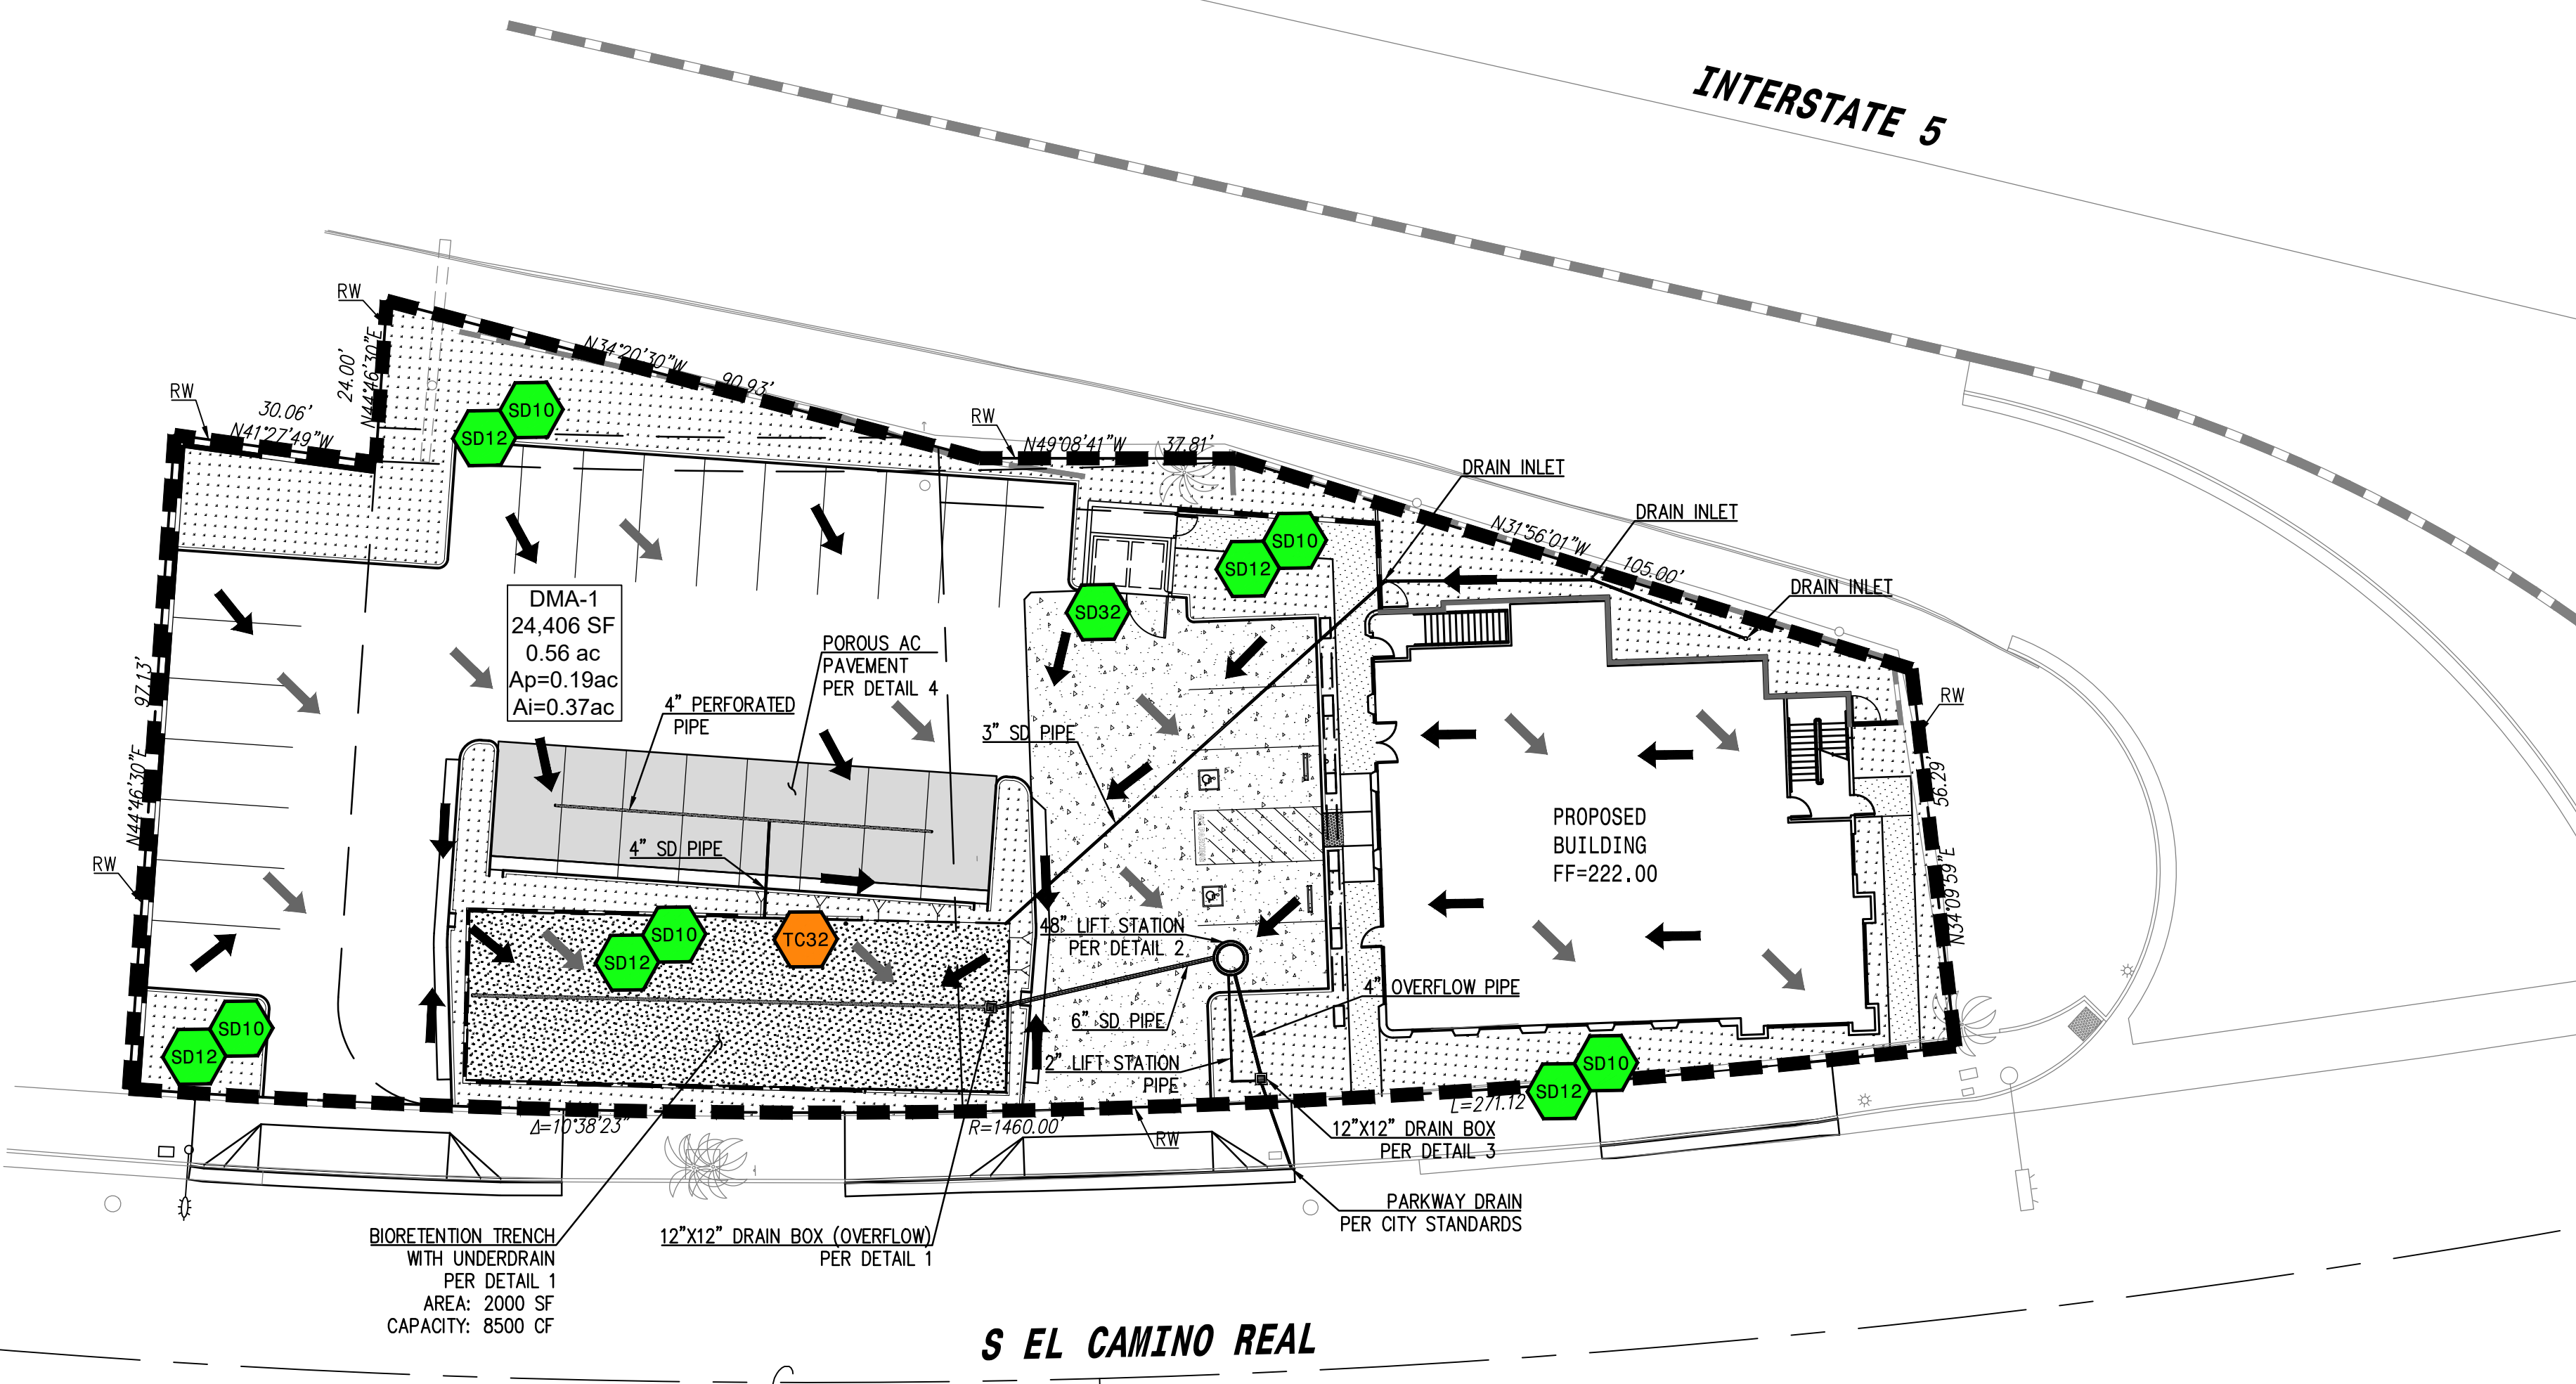 INTERSTATE 5
RW
24.00'
N44°46'30"E
N34°20'30"W
90.93'
RW
30.06'
N41°27'49"W
SD10
SD12
RW
N49°08'41"W
37.81'
DRAIN INLET
DRAIN INLET
N31°56'01"W
105.00'
DRAIN INLET
SD10
SD12
SD32
DMA-1
24,406 SF
0.56 ac
Ap=0.19ac
Ai=0.37ac
POROUS AC
PAVEMENT
PER DETAIL 4
4" PERFORATED
PIPE
3" SD PIPE
RW
97.13'
N44°46'30"E
RW
4" SD PIPE
PROPOSED
BUILDING
FF=222.00
56.29'
N34°09'59"E
SD10
SD12
TC32
48" LIFT STATION
PER DETAIL 2
4" OVERFLOW PIPE
6" SD PIPE
2" LIFT STATION
PIPE
SD10
SD12
SD10
SD12
Δ=10°38'23"
R=1460.00'
L=271.12
RW
12"X12" DRAIN BOX
PER DETAIL 3
PARKWAY DRAIN
PER CITY STANDARDS
BIORETENTION TRENCH
WITH UNDERDRAIN
PER DETAIL 1
AREA: 2000 SF
CAPACITY: 8500 CF
12"X12" DRAIN BOX (OVERFLOW)
PER DETAIL 1
S EL CAMINO REAL